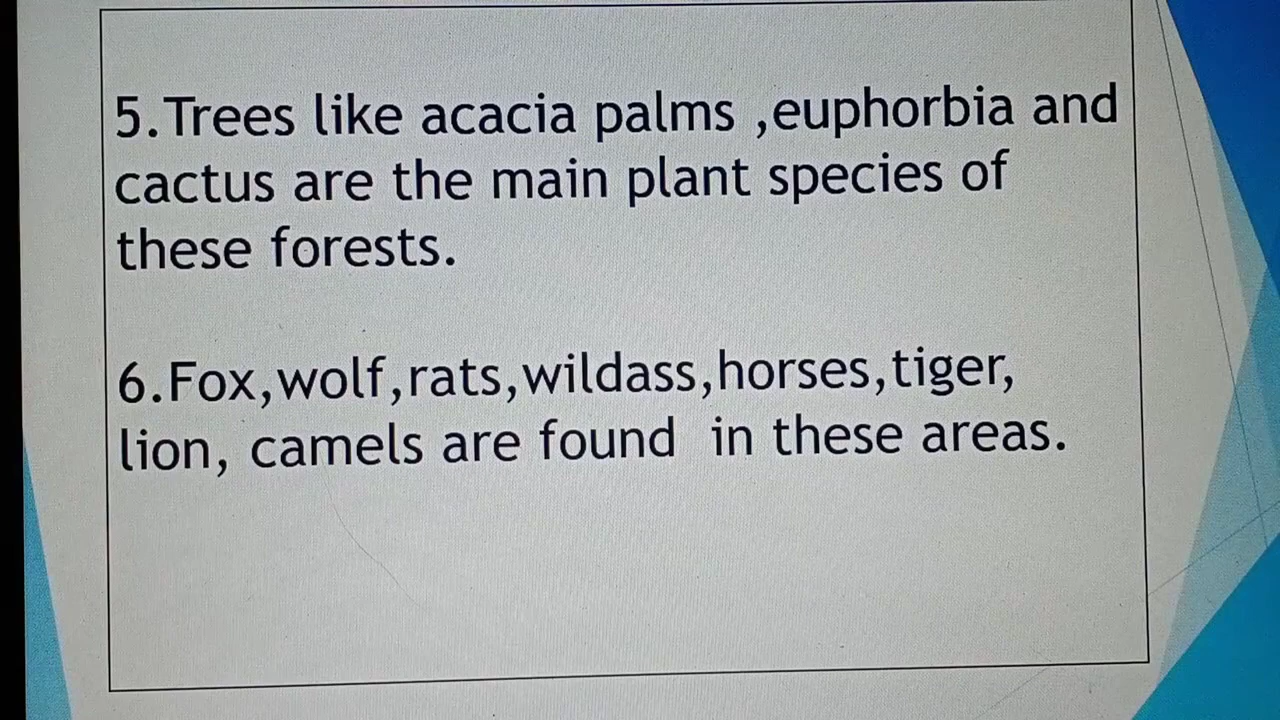 5.Trees like acacia palms ,euphorbia and
cactus are the main plant species of
these forests.
6.Fox,wolf,rats,wildass,horses,tiger,
lion, camels are found  in these areas.